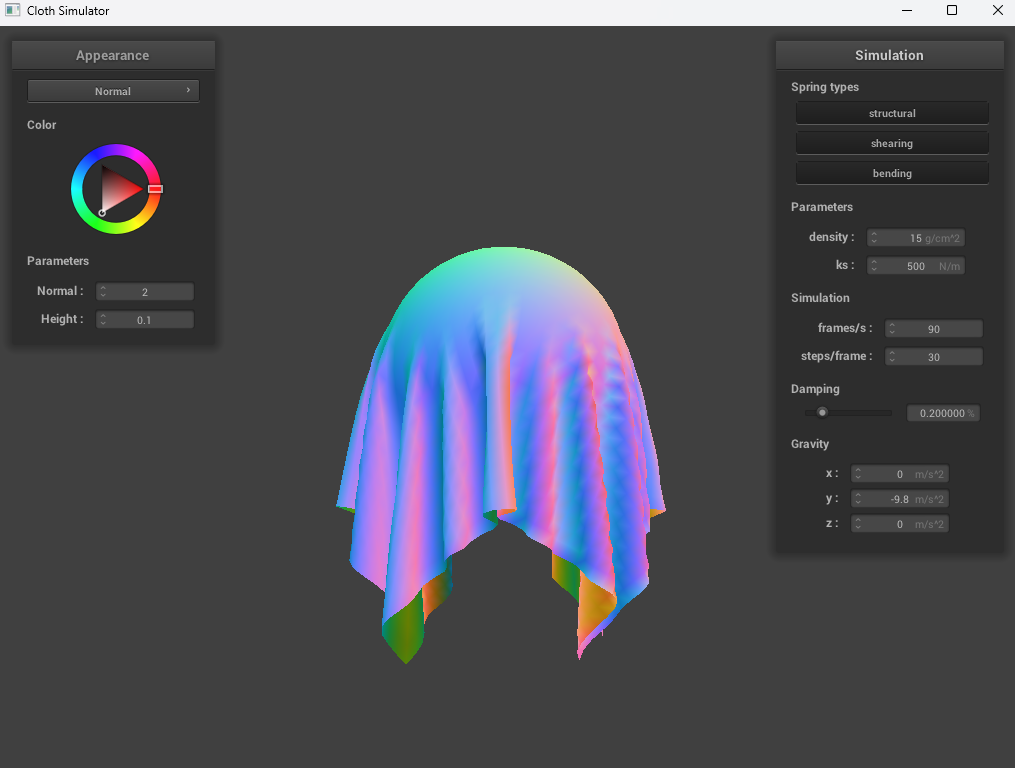 Cloth Simulator
Appearance
Normal
Color
Parameters
Normal : 2
Height : 0.1
Simulation
Spring types
structural
shearing
bending
Parameters
density : 15 g/cm^2
ks : 500 N/m
Simulation
frames/s : 90
steps/frame : 30
Damping
0.200000 %
Gravity
x : 0 m/s^2
y : -9.8 m/s^2
z : 0 m/s^2